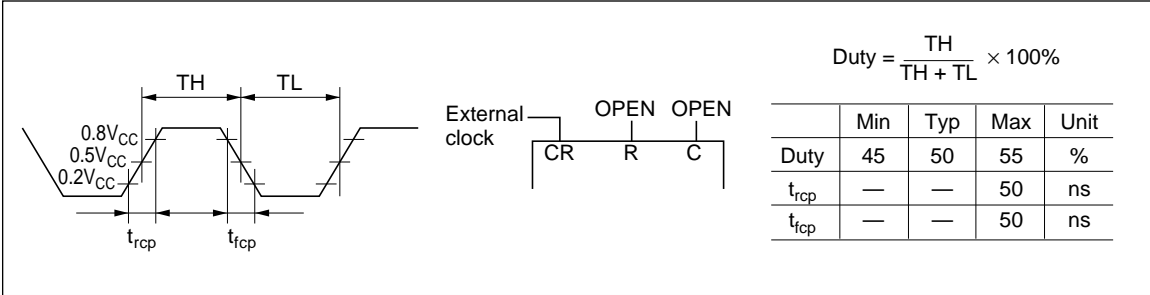 TH TL
0.8VCC
0.5VCC
0.2VCC
trcp tfcp
External clock
OPEN OPEN
CR R C
Duty = TH / TH + TL × 100%
Min Typ Max Unit
Duty 45 50 55 %
trcp — — 50 ns
tfcp — — 50 ns